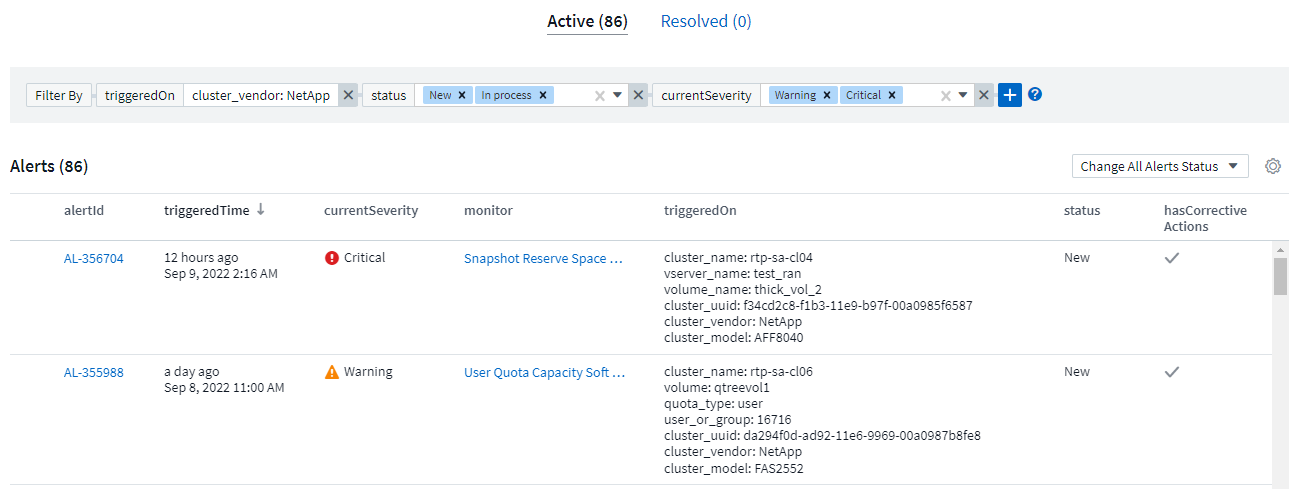 Active (86) Resolved (0)
Filter By triggeredOn cluster_vendor: NetApp status New In process currentSeverity Warning Critical
Alerts (86) Change All Alerts Status
alertId triggeredTime currentSeverity monitor triggeredOn status hasCorrective
Actions
AL-356704 12 hours ago Critical Snapshot Reserve Space ... cluster_name: rtp-sa-cl04 New
Sep 9, 2022 2:16 AM vserver_name: test_ran
volume_name: thick_vol_2
cluster_uuid: f34cd2c8-f1b3-11e9-b97f-00a0985f6587
cluster_vendor: NetApp
cluster_model: AFF8040
AL-355988 a day ago Warning User Quota Capacity Soft ... cluster_name: rtp-sa-cl06 New
Sep 8, 2022 11:00 AM volume: qtreevol1
quota_type: user
user_or_group: 16716
cluster_uuid: da294f0d-ad92-11e6-9969-00a0987b8fe8
cluster_vendor: NetApp
cluster_model: FAS2552